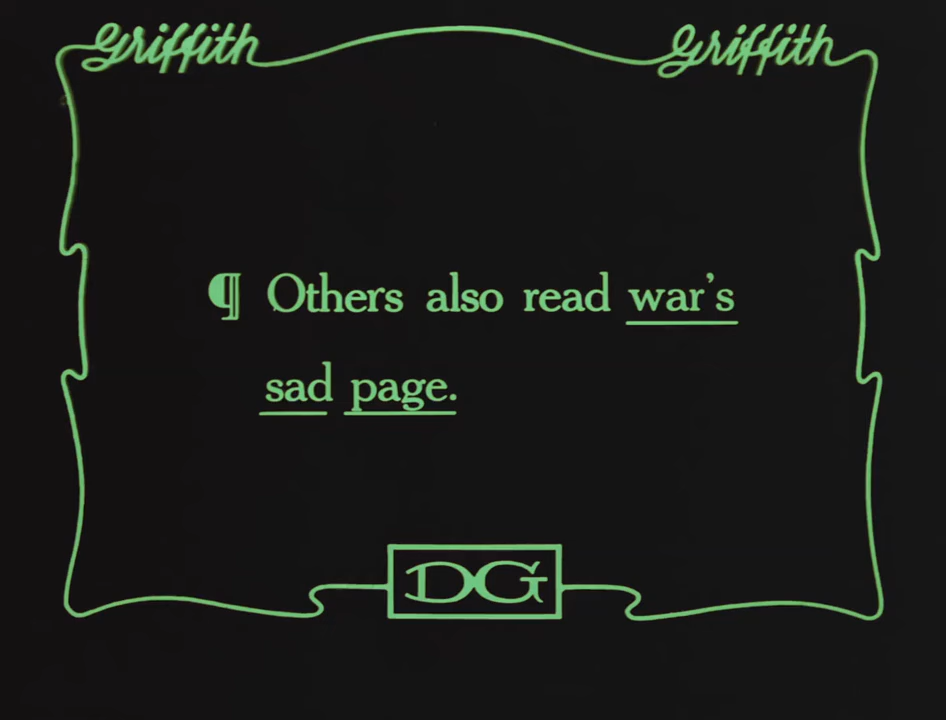 Griffith Griffith
¶ Others also read war's
sad page.
DG